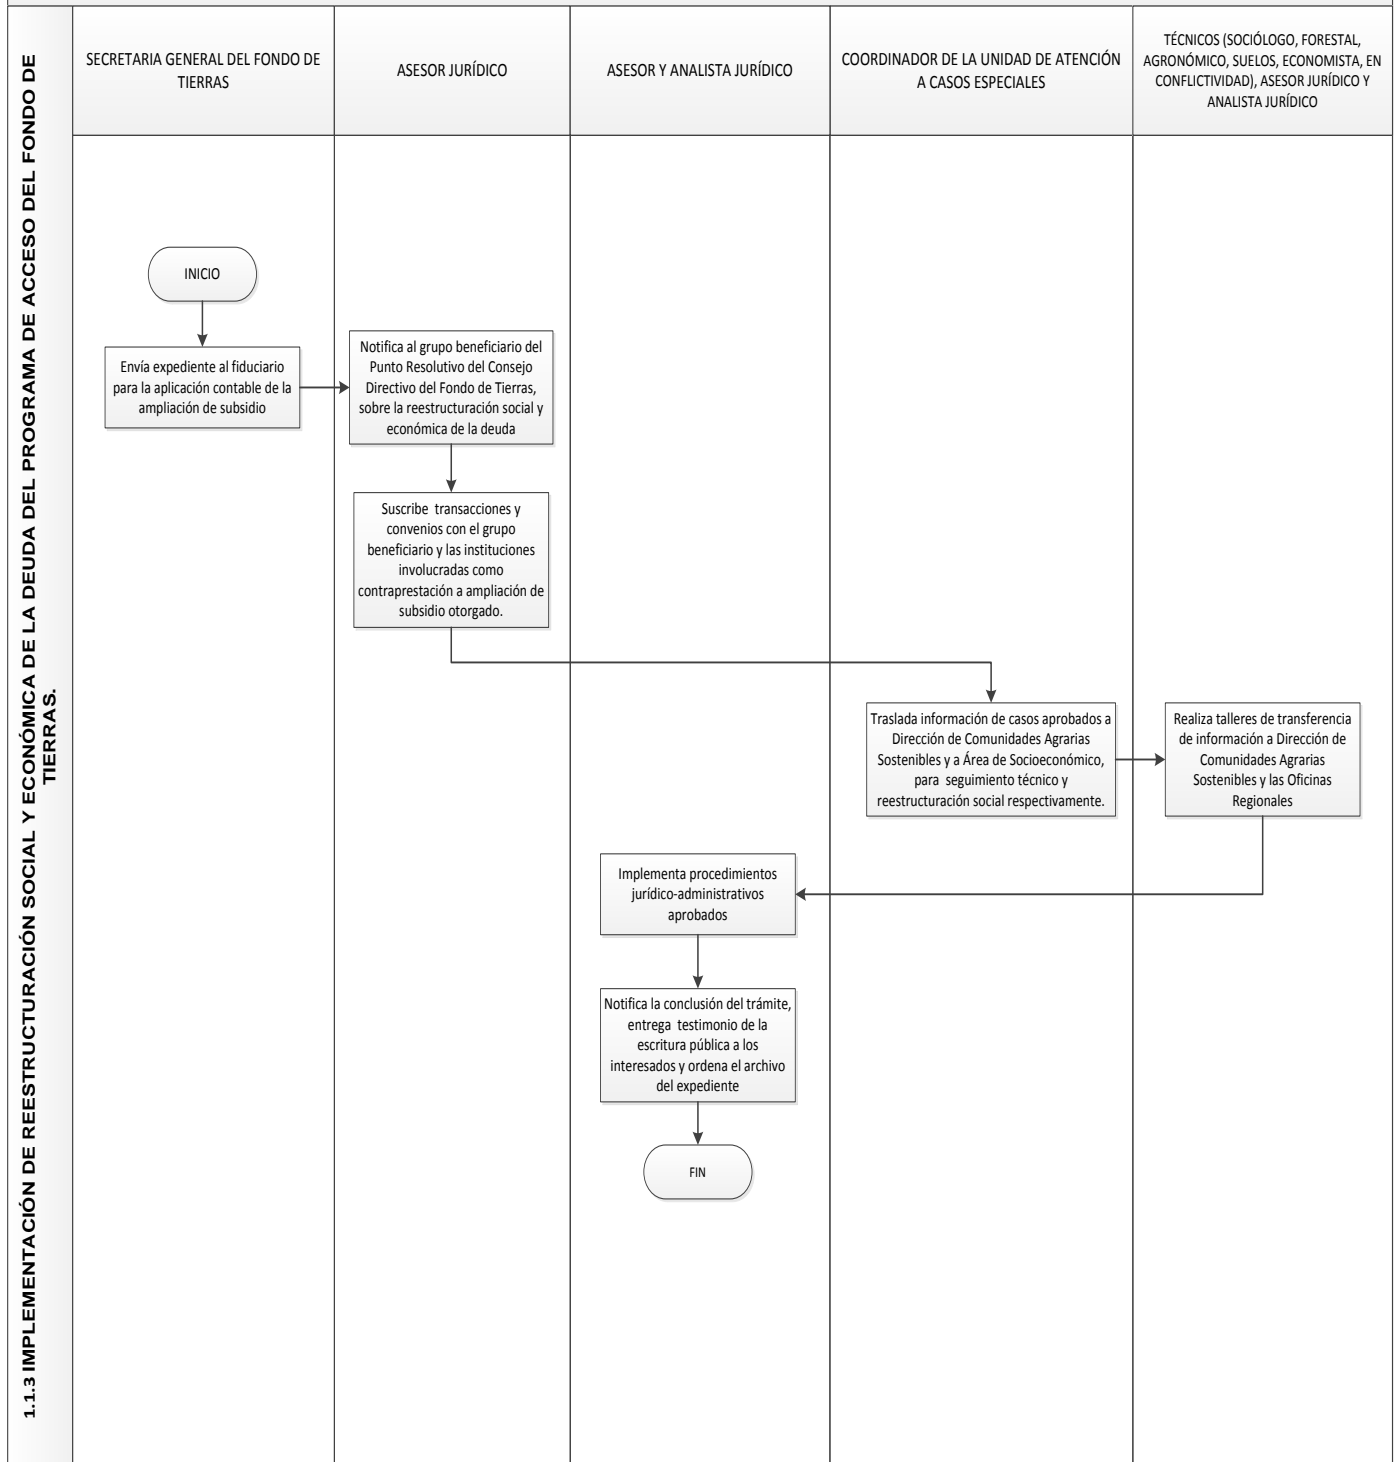 1.1.3 IMPLEMENTACIÓN DE REESTRUCTURACIÓN SOCIAL Y ECONÓMICA DE LA DEUDA DEL PROGRAMA DE ACCESO DEL FONDO DE
TIERRAS.
SECRETARIA GENERAL DEL FONDO DE
TIERRAS
ASESOR JURÍDICO
ASESOR Y ANALISTA JURÍDICO
COORDINADOR DE LA UNIDAD DE ATENCIÓN
A CASOS ESPECIALES
TÉCNICOS (SOCIÓLOGO, FORESTAL,
AGRONÓMICO, SUELOS, ECONOMISTA, EN
CONFLICTIVIDAD), ASESOR JURÍDICO Y
ANALISTA JURÍDICO
INICIO
Envía expediente al fiduciario
para la aplicación contable de la
ampliación de subsidio
Notifica al grupo beneficiario del
Punto Resolutivo del Consejo
Directivo del Fondo de Tierras,
sobre la reestructuración social y
económica de la deuda
Suscribe transacciones y
convenios con el grupo
beneficiario y las instituciones
involucradas como
contraprestación a ampliación de
subsidio otorgado.
Traslada información de casos aprobados a
Dirección de Comunidades Agrarias
Sostenibles y a Área de Socioeconómico,
para seguimiento técnico y
reestructuración social respectivamente.
Realiza talleres de transferencia
de información a Dirección de
Comunidades Agrarias
Sostenibles y las Oficinas
Regionales
Implementa procedimientos
jurídico-administrativos
aprobados
Notifica la conclusión del trámite,
entrega testimonio de la
escritura pública a los
interesados y ordena el archivo
del expediente
FIN